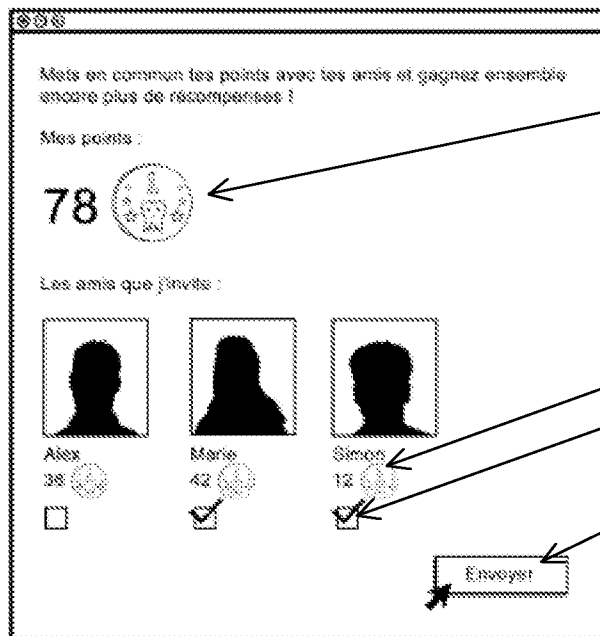 Mets en commun tes points avec tes amis et gagnez ensemble
encore plus de récompenses !
Mes points :
78
Les amis que j'invite :
Alex
Marie
Simon
36
42
12
Envoyer